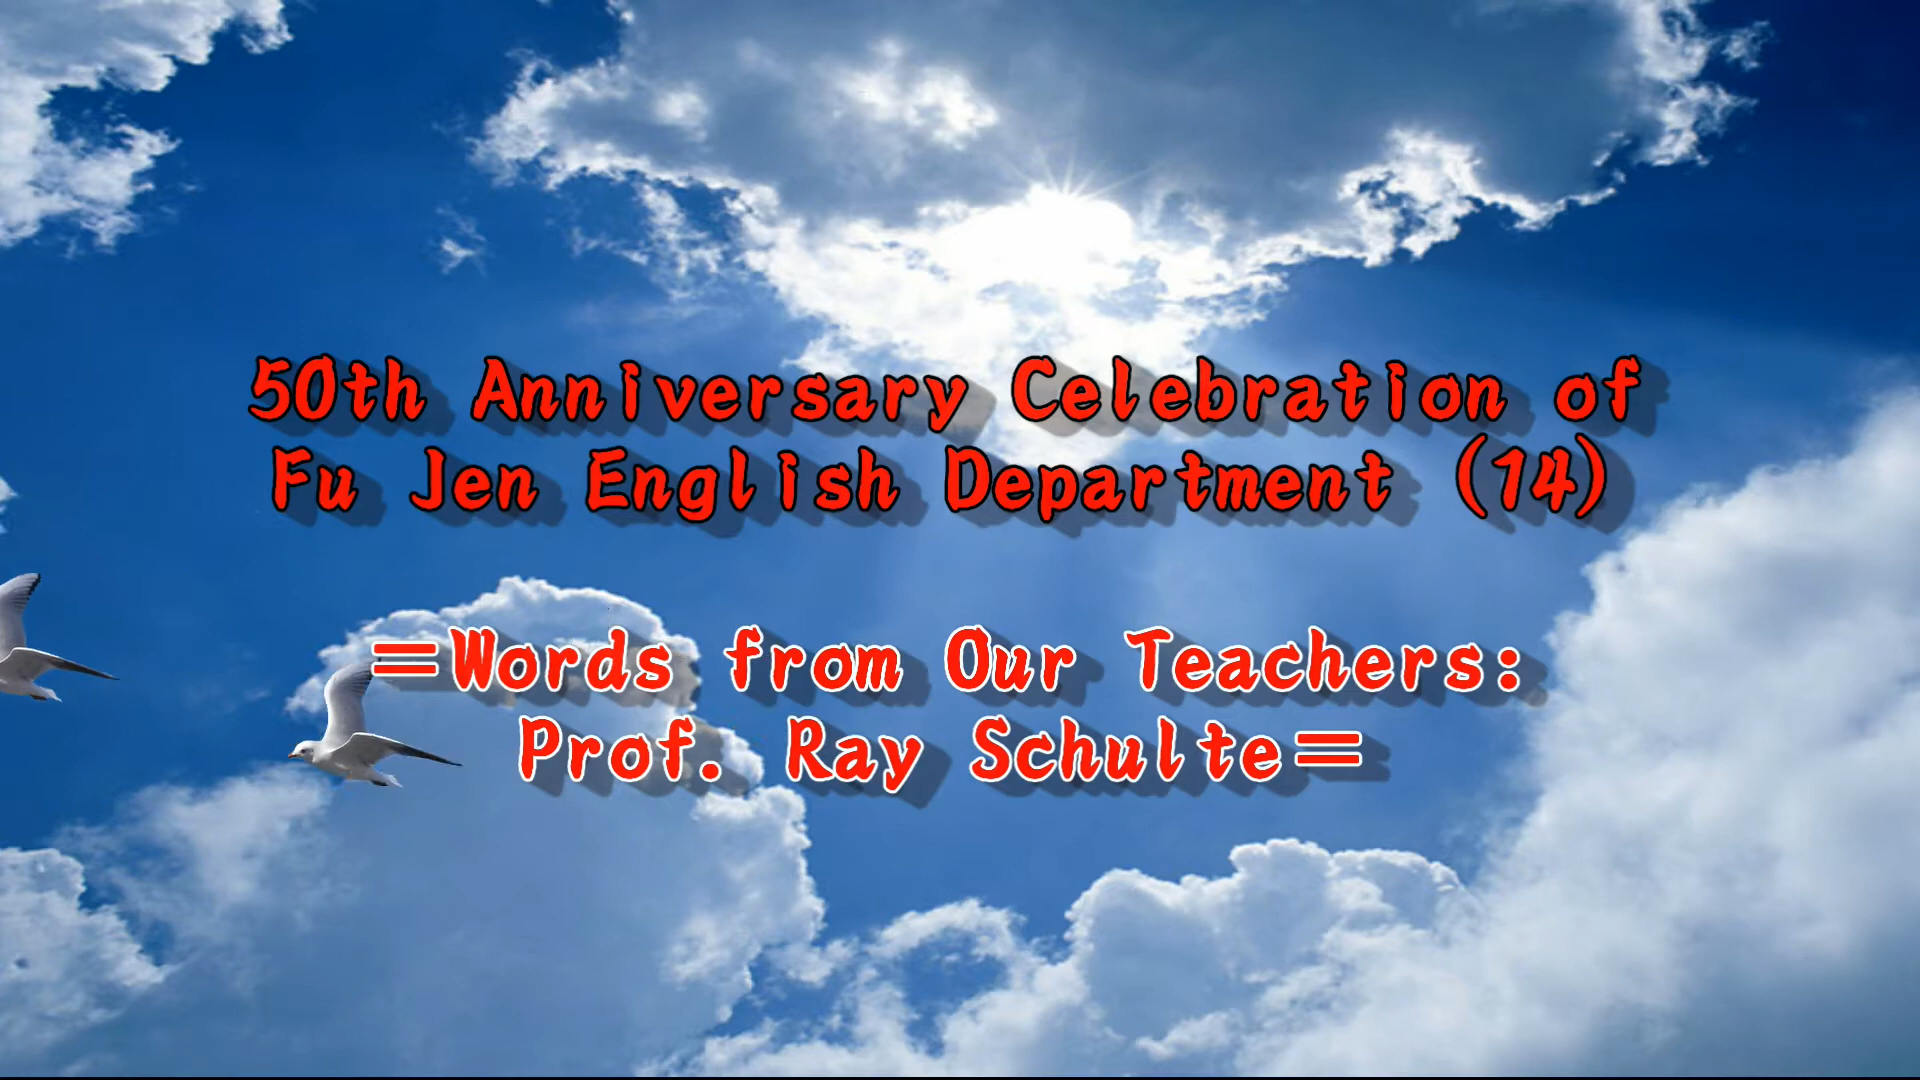 50th Anniversary Celebration of
Fu Jen English Department (14)
=Words from Our Teachers:
Prof. Ray Schulte=